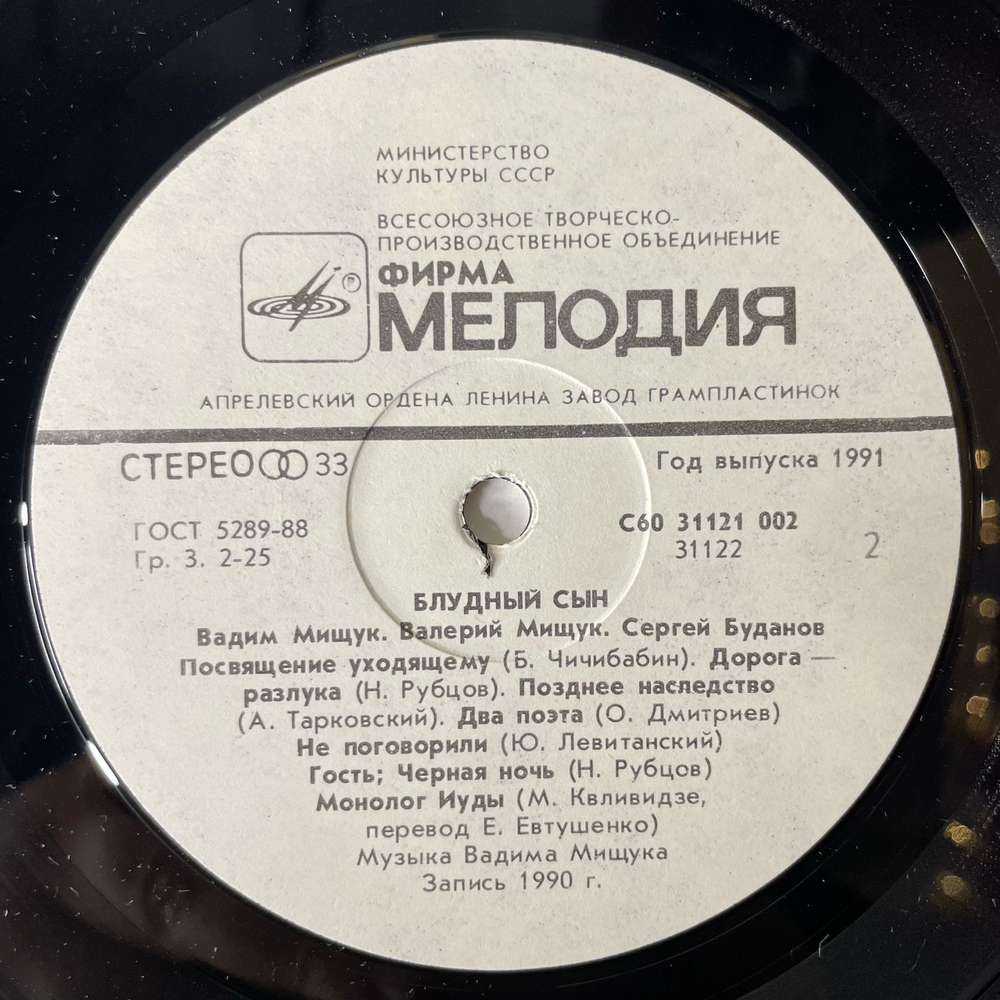 МИНИСТЕРСТВО
КУЛЬТУРЫ СССР
ВСЕСОЮЗНОЕ ТВОРЧЕСКО-
ПРОИЗВОДСТВЕННОЕ ОБЪЕДИНЕНИЕ
ФИРМА
®
МЕЛОДИЯ
АПРЕЛЕВСКИЙ ОРДЕНА ЛЕНИНА ЗАВОД ГРАМПЛАСТИНОК
СТЕРЕО 33
Год выпуска 1991
ГОСТ 5289-88
Гр. 3. 2-25
С60 31121 002
31122
2
БЛУДНЫЙ СЫН
Вадим Мищук. Валерий Мищук. Сергей Буданов
Посвящение уходящему (Б. Чичибабин). Дорога —
разлука (Н. Рубцов). Позднее наследство
(А. Тарковский). Два поэта (О. Дмитриев)
Не поговорили (Ю. Левитанский)
Гость; Черная ночь (Н. Рубцов)
Монолог Иуды (М. Квливидзе,
перевод Е. Евтушенко)
Музыка Вадима Мищука
Запись 1990 г.